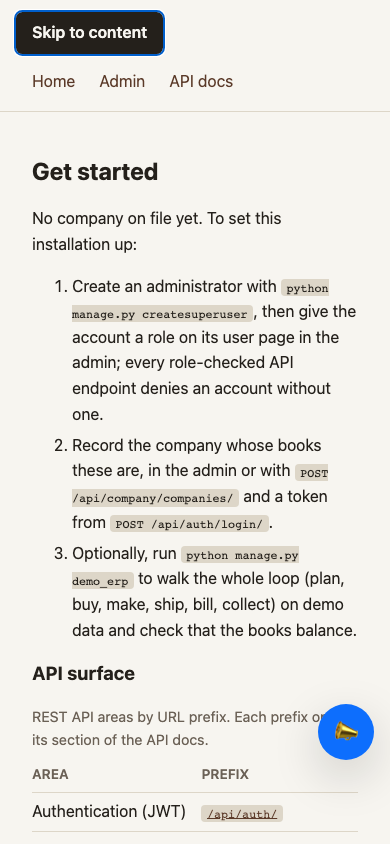 Skip to content
Home Admin API docs
Get started
No company on file yet. To set this
installation up:
1. Create an administrator with python
manage.py createsuperuser, then give the
account a role on its user page in the
admin; every role-checked API
endpoint denies an account without
one.
2. Record the company whose books
these are, in the admin or with POST
/api/company/companies/ and a token
from POST /api/auth/login/.
3. Optionally, run python manage.py
demo_erp to walk the whole loop (plan,
buy, make, ship, bill, collect) on demo
data and check that the books balance.
API surface
REST API areas by URL prefix. Each prefix
its section of the API docs.
AREA PREFIX
Authentication (JWT) /api/auth/